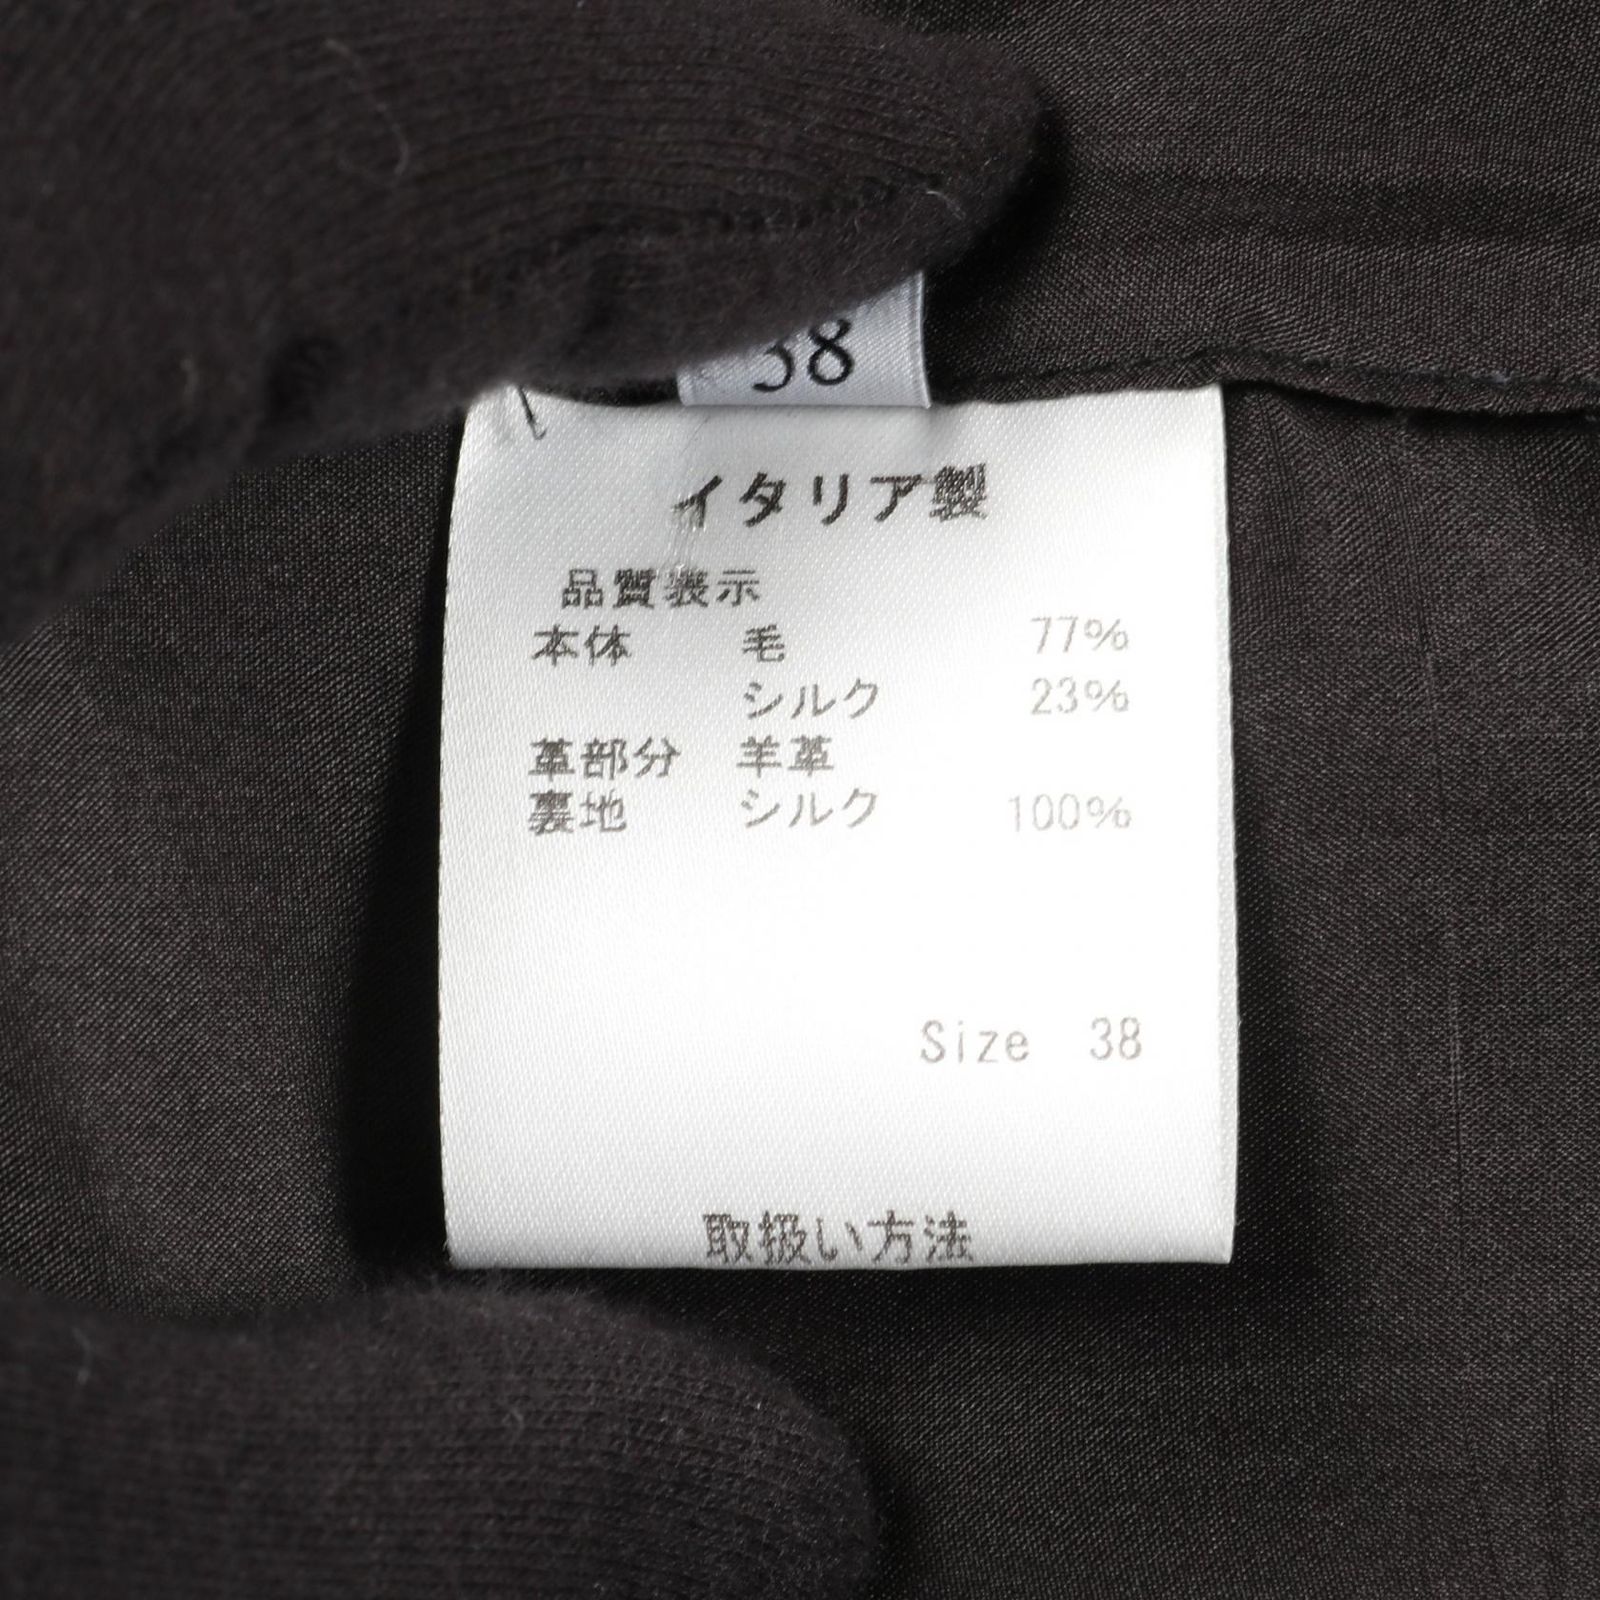 38
イタリア製
品質表示
本体 毛 77%
シルク 23%
革部分 羊革
裏地 シルク 100%
Size 38
取扱い方法